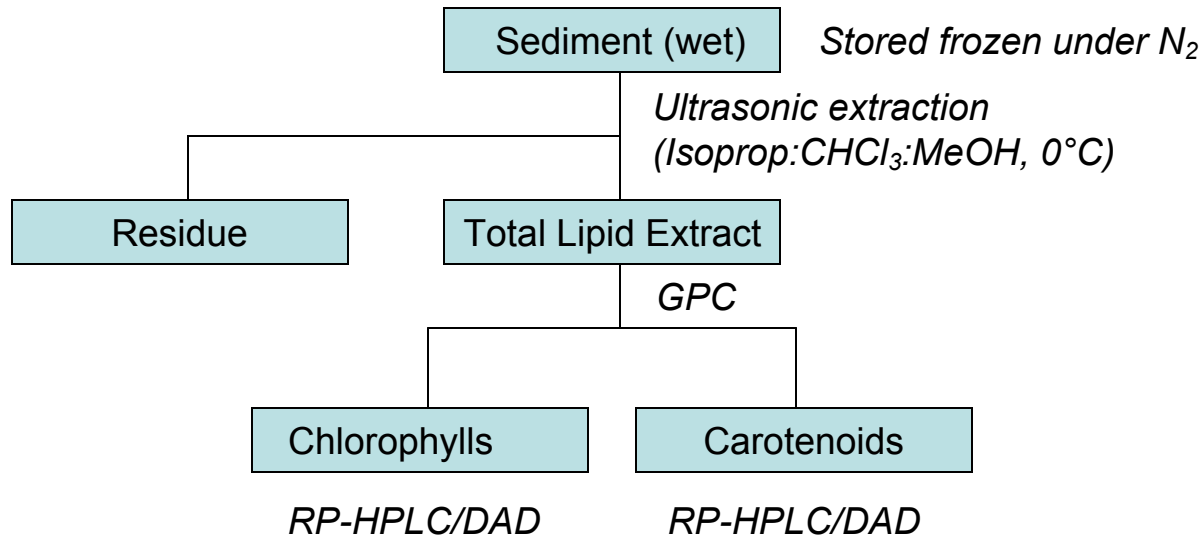 Sediment (wet)
Stored frozen under N₂
Ultrasonic extraction
(Isoprop:CHCl₃:MeOH, 0°C)
Residue
Total Lipid Extract
GPC
Chlorophylls
Carotenoids
RP-HPLC/DAD
RP-HPLC/DAD